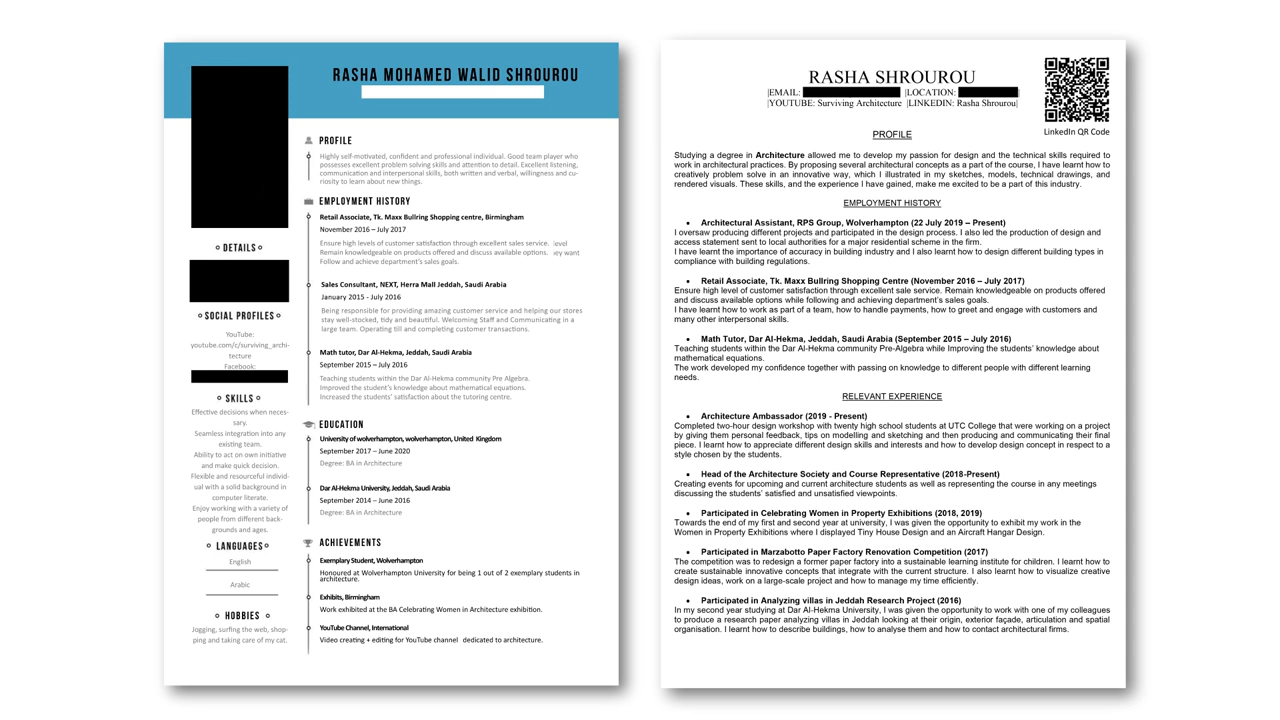 RASHA MOHAMED WALID SHROUROU
DETAILS
SOCIAL PROFILES
YouTube:
youtube.com/c/surviving_archi-
tecture
Facebook:
SKILLS
Effective decisions when neces-
sary.
Seamless integration into any
existing team.
Ability to act on own initiative
and make quick decision.
Flexible and resourceful individ-
ual with a solid background in
computer literate.
Enjoy working with a variety of
people from different back-
grounds and ages.
LANGUAGES
English
Arabic
HOBBIES
Jogging, surfing the web, shop-
ping and taking care of my cat.
PROFILE
Highly self-motivated, confident and professional individual. Good team player who
possesses excellent problem solving skills and attention to detail. Excellent listening,
communication and interpersonal skills, both written and verbal, willingness and cu-
riosity to learn about new things.
EMPLOYMENT HISTORY
Retail Associate, Tk. Maxx Bullring Shopping centre, Birmingham
November 2016 – July 2017
Ensure high levels of customer satisfaction through excellent sales service. level
Remain knowledgeable on products offered and discuss available options. ey want
Follow and achieve department's sales goals.
Sales Consultant, NEXT, Herra Mall Jeddah, Saudi Arabia
January 2015 - July 2016
Being responsible for providing amazing customer service and helping our stores
stay well-stocked, tidy and beautiful. Welcoming Staff and Communicating in a
large team. Operating till and completing customer transactions.
Math tutor, Dar Al-Hekma, Jeddah, Saudi Arabia
September 2015 – July 2016
Teaching students within the Dar Al-Hekma community Pre Algebra.
Improved the student's knowledge about mathematical equations.
Increased the students' satisfaction about the tutoring centre.
EDUCATION
University of wolverhampton, wolverhampton, United Kingdom
September 2017 – June 2020
Degree: BA in Architecture
Dar Al-Hekma University, Jeddah, Saudi Arabia
September 2014 – June 2016
Degree: BA in Architecture
ACHIEVEMENTS
Exemplary Student, Wolverhampton
Honoured at Wolverhampton University for being 1 out of 2 exemplary students in
architecture.
Exhibits, Birmingham
Work exhibited at the BA Celebrating Women in Architecture exhibition.
YouTube Channel, International
Video creating + editing for YouTube channel dedicated to architecture.
RASHA SHROUROU
|EMAIL: |LOCATION: |
|YOUTUBE: Surviving Architecture |LINKEDIN: Rasha Shrourou|
LinkedIn QR Code
PROFILE
Studying a degree in Architecture allowed me to develop my passion for design and the technical skills required to
work in architectural practices. By proposing several architectural concepts as a part of the course, I have learnt how to
creatively problem solve in an innovative way, which I illustrated in my sketches, models, technical drawings, and
rendered visuals. These skills, and the experience I have gained, make me excited to be a part of this industry.
EMPLOYMENT HISTORY
• Architectural Assistant, RPS Group, Wolverhampton (22 July 2019 – Present)
I oversaw producing different projects and participated in the design process. I also led the production of design and
access statement sent to local authorities for a major residential scheme in the firm.
I have learnt the importance of accuracy in building industry and I also learnt how to design different building types in
compliance with building regulations.
• Retail Associate, Tk. Maxx Bullring Shopping Centre (November 2016 – July 2017)
Ensure high level of customer satisfaction through excellent sale service. Remain knowledgeable on products offered
and discuss available options while following and achieving department's sales goals.
I have learnt how to work as part of a team, how to handle payments, how to greet and engage with customers and
many other interpersonal skills.
• Math Tutor, Dar Al-Hekma, Jeddah, Saudi Arabia (September 2015 – July 2016)
Teaching students within the Dar Al-Hekma community Pre-Algebra while Improving the students' knowledge about
mathematical equations.
The work developed my confidence together with passing on knowledge to different people with different learning
needs.
RELEVANT EXPERIENCE
• Architecture Ambassador (2019 - Present)
Completed two-hour design workshop with twenty high school students at UTC College that were working on a project
by giving them personal feedback, tips on modelling and sketching and then producing and communicating their final
piece. I learnt how to appreciate different design skills and interests and how to develop design concept in respect to a
style chosen by the students.
• Head of the Architecture Society and Course Representative (2018-Present)
Creating events for upcoming and current architecture students as well as representing the course in any meetings
discussing the students' satisfied and unsatisfied viewpoints.
• Participated in Celebrating Women in Property Exhibitions (2018, 2019)
Towards the end of my first and second year at university, I was given the opportunity to exhibit my work in the
Women in Property Exhibitions where I displayed Tiny House Design and an Aircraft Hangar Design.
• Participated in Marzabotto Paper Factory Renovation Competition (2017)
The competition was to redesign a former paper factory into a sustainable learning institute for children. I learnt how to
create sustainable innovative concepts that integrate with the current structure. I also learnt how to visualize creative
design ideas, work on a large-scale project and how to manage my time efficiently.
• Participated in Analyzing villas in Jeddah Research Project (2016)
In my second year studying at Dar Al-Hekma University, I was given the opportunity to work with one of my colleagues
to produce a research paper analyzing villas in Jeddah looking at their origin, exterior façade, articulation and spatial
organisation. I learnt how to describe buildings, how to analyse them and how to contact architectural firms.